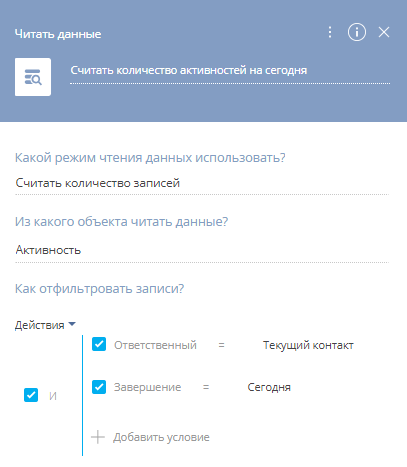 Читать данные
Считать количество активностей на сегодня
Какой режим чтения данных использовать?
Считать количество записей
Из какого объекта читать данные?
Активность
Как отфильтровать записи?
Действия
Ответственный = Текущий контакт
И
Завершение = Сегодня
Добавить условие